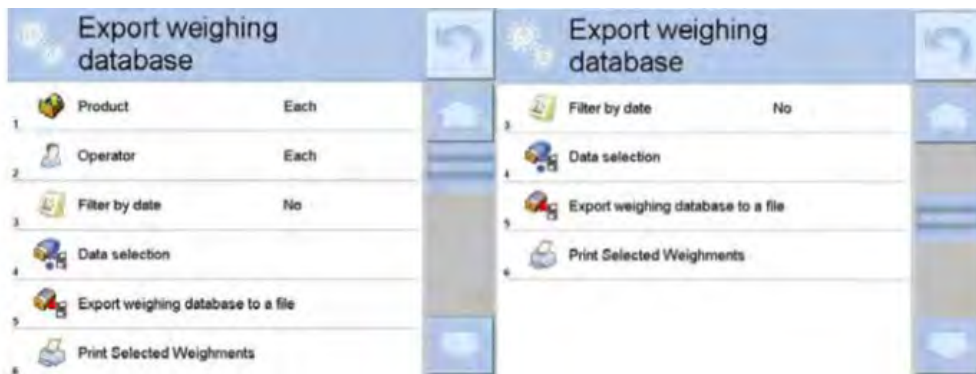 Export weighing
database
1 Product Each
2 Operator Each
3 Filter by date No
4 Data selection
5 Export weighing database to a file
6 Print Selected Weighments
Export weighing
database
3 Filter by date No
4 Data selection
5 Export weighing database to a file
6 Print Selected Weighments